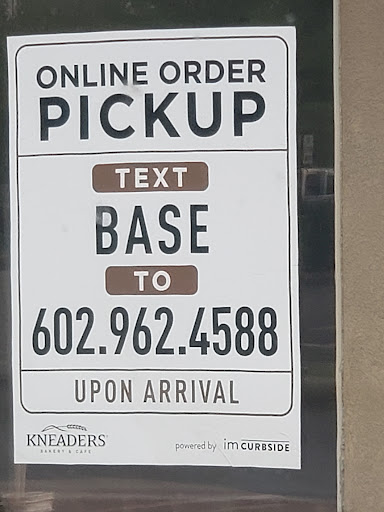 ONLINE ORDER
PICKUP
TEXT
BASE
TO
602.962.4588
UPON ARRIVAL
KNEADERS
BAKERY & CAFE
powered by imCURBSIDE